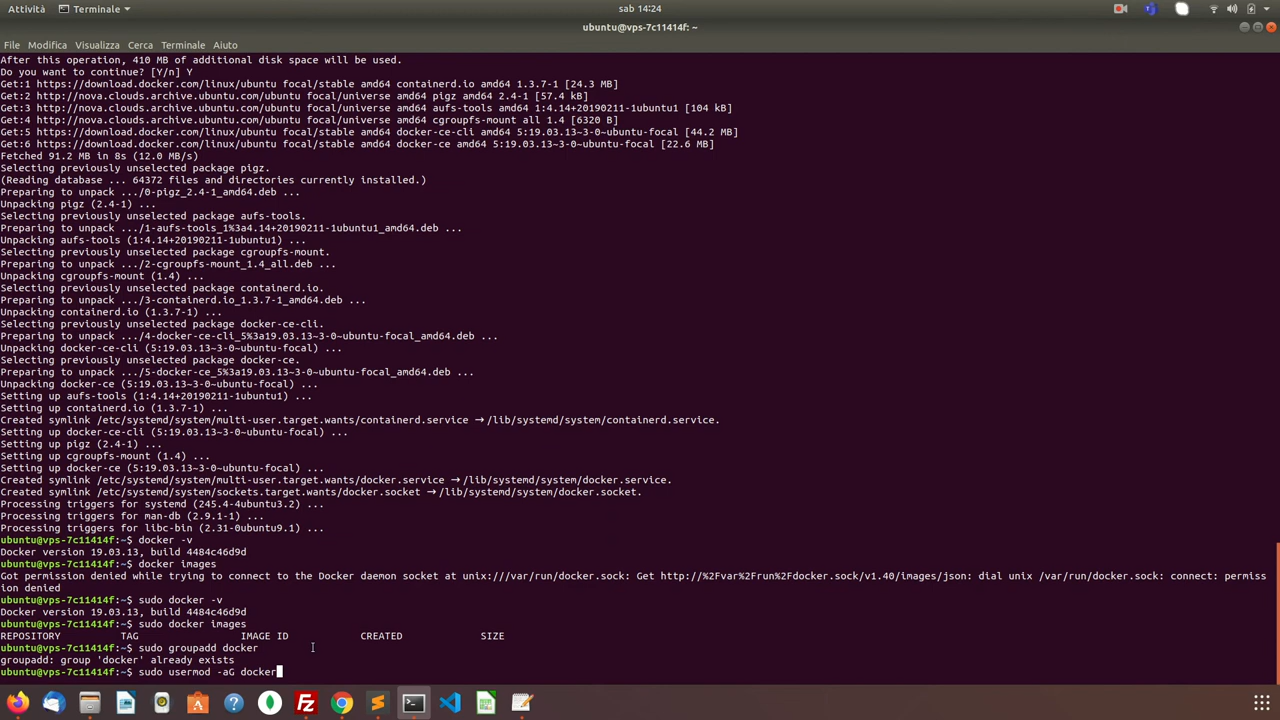 Attività
Terminale
sab 14:24
ubuntu@vps-7c11414f: ~
File Modifica Visualizza Cerca Terminale Aiuto
After this operation, 410 MB of additional disk space will be used.
Do you want to continue? [Y/n] Y
Get:1 https://download.docker.com/linux/ubuntu focal/stable amd64 containerd.io amd64 1.3.7-1 [24.3 MB]
Get:2 http://nova.clouds.archive.ubuntu.com/ubuntu focal/universe amd64 pigz amd64 2.4-1 [57.4 kB]
Get:3 http://nova.clouds.archive.ubuntu.com/ubuntu focal/universe amd64 aufs-tools amd64 1:4.14+20190211-1ubuntu1 [104 kB]
Get:4 http://nova.clouds.archive.ubuntu.com/ubuntu focal/universe amd64 cgroupfs-mount all 1.4 [6320 B]
Get:5 https://download.docker.com/linux/ubuntu focal/stable amd64 docker-ce-cli amd64 5:19.03.13~3-0~ubuntu-focal [44.2 MB]
Get:6 https://download.docker.com/linux/ubuntu focal/stable amd64 docker-ce amd64 5:19.03.13~3-0~ubuntu-focal [22.6 MB]
Fetched 91.2 MB in 8s (12.0 MB/s)
Selecting previously unselected package pigz.
(Reading database ... 64372 files and directories currently installed.)
Preparing to unpack .../0-pigz_2.4-1_amd64.deb ...
Unpacking pigz (2.4-1) ...
Selecting previously unselected package aufs-tools.
Preparing to unpack .../1-aufs-tools_1%3a4.14+20190211-1ubuntu1_amd64.deb ...
Unpacking aufs-tools (1:4.14+20190211-1ubuntu1) ...
Selecting previously unselected package cgroupfs-mount.
Preparing to unpack .../2-cgroupfs-mount_1.4_all.deb ...
Unpacking cgroupfs-mount (1.4) ...
Selecting previously unselected package containerd.io.
Preparing to unpack .../3-containerd.io_1.3.7-1_amd64.deb ...
Unpacking containerd.io (1.3.7-1) ...
Selecting previously unselected package docker-ce-cli.
Preparing to unpack .../4-docker-ce-cli_5%3a19.03.13~3-0~ubuntu-focal_amd64.deb ...
Unpacking docker-ce-cli (5:19.03.13~3-0~ubuntu-focal) ...
Selecting previously unselected package docker-ce.
Preparing to unpack .../5-docker-ce_5%3a19.03.13~3-0~ubuntu-focal_amd64.deb ...
Unpacking docker-ce (5:19.03.13~3-0~ubuntu-focal) ...
Setting up aufs-tools (1:4.14+20190211-1ubuntu1) ...
Setting up containerd.io (1.3.7-1) ...
Created symlink /etc/systemd/system/multi-user.target.wants/containerd.service → /lib/systemd/system/containerd.service.
Setting up docker-ce-cli (5:19.03.13~3-0~ubuntu-focal) ...
Setting up pigz (2.4-1) ...
Setting up cgroupfs-mount (1.4) ...
Setting up docker-ce (5:19.03.13~3-0~ubuntu-focal) ...
Created symlink /etc/systemd/system/multi-user.target.wants/docker.service → /lib/systemd/system/docker.service.
Created symlink /etc/systemd/system/sockets.target.wants/docker.socket → /lib/systemd/system/docker.socket.
Processing triggers for systemd (245.4-4ubuntu3.2) ...
Processing triggers for man-db (2.9.1-1) ...
Processing triggers for libc-bin (2.31-0ubuntu9.1) ...
ubuntu@vps-7c11414f:~$ docker -v
Docker version 19.03.13, build 4484c46d9d
ubuntu@vps-7c11414f:~$ docker images
Got permission denied while trying to connect to the Docker daemon socket at unix:///var/run/docker.sock: Get http://%2Fvar%2Frun%2Fdocker.sock/v1.40/images/json: dial unix /var/run/docker.sock: connect: permiss
ion denied
ubuntu@vps-7c11414f:~$ sudo docker -v
Docker version 19.03.13, build 4484c46d9d
ubuntu@vps-7c11414f:~$ sudo docker images
REPOSITORY TAG IMAGE ID CREATED SIZE
ubuntu@vps-7c11414f:~$ sudo groupadd docker
groupadd: group 'docker' already exists
ubuntu@vps-7c11414f:~$ sudo usermod -aG docker